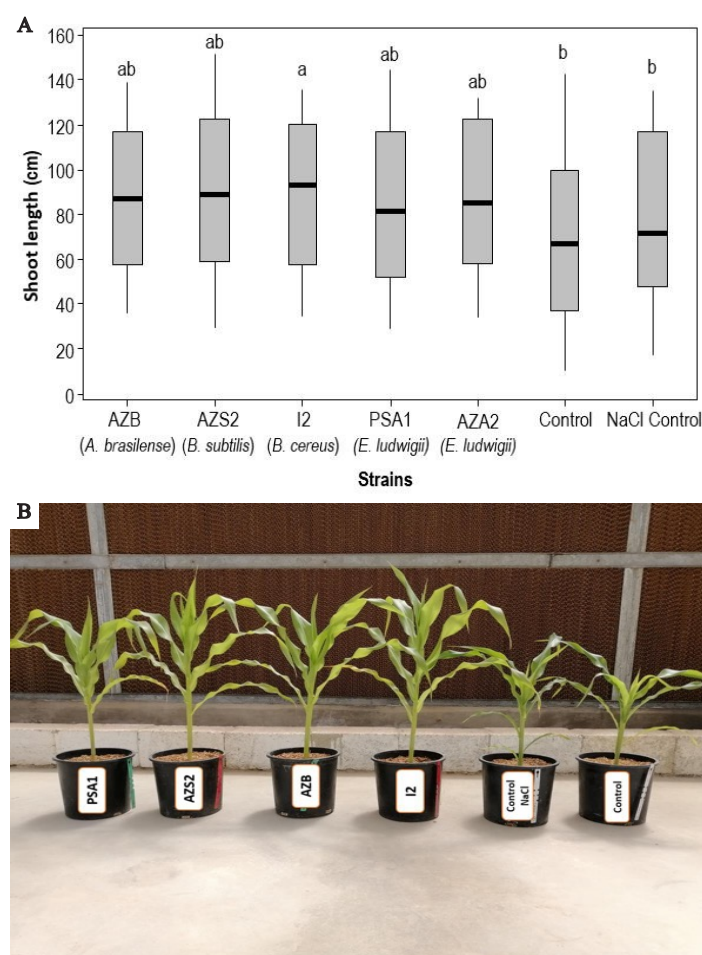 A
Shoot length (cm)
160
140
120
100
80
60
40
20
0
ab
ab
a
ab
ab
b
b
AZB
(A. brasilense)
AZS2
(B. subtilis)
I2
(B. cereus)
PSA1
(E. ludwigii)
AZA2
(E. ludwigii)
Control
NaCl Control
Strains
B
PSA1
AZS2
AZB
I2
Control
NaCl
Control